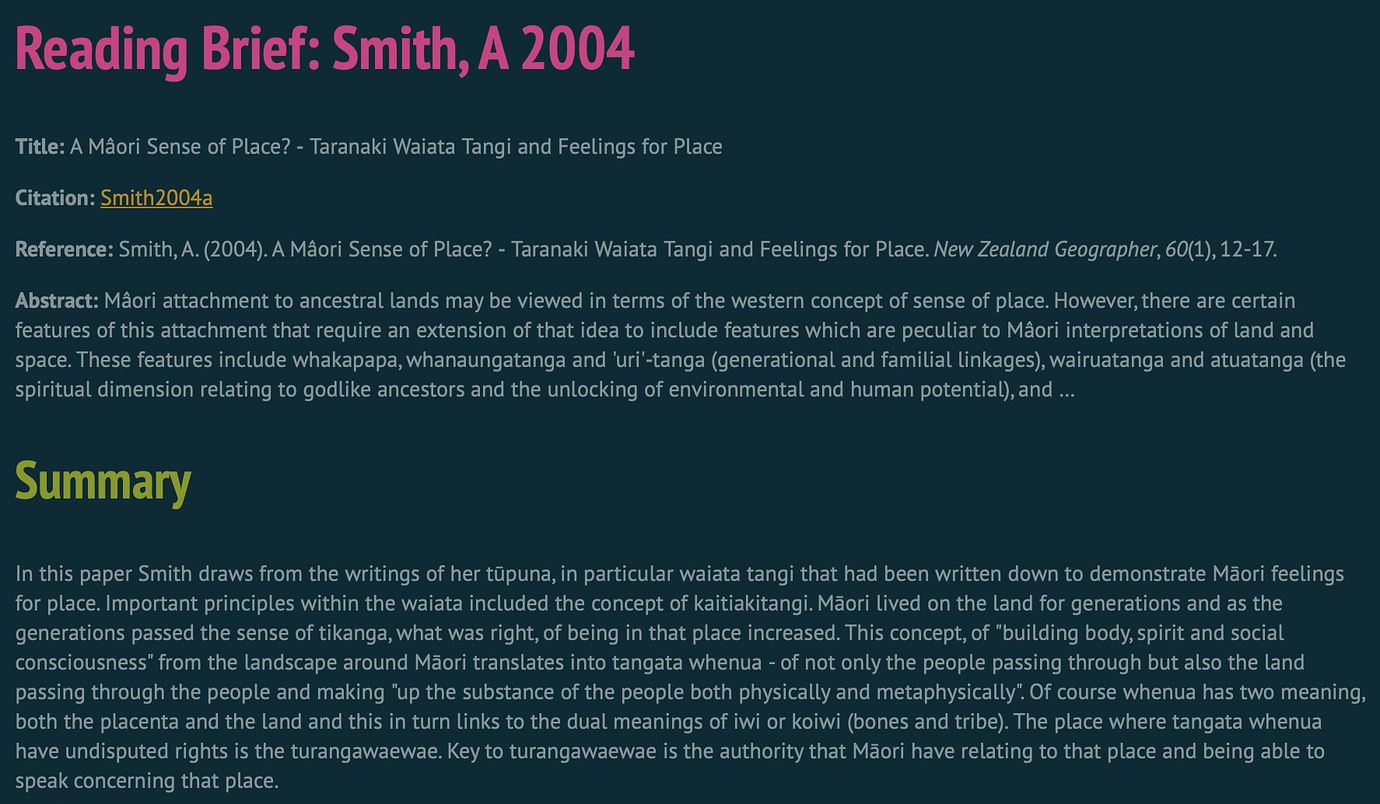 Reading Brief: Smith, A 2004
Title: A Mâori Sense of Place? - Taranaki Waiata Tangi and Feelings for Place
Citation: Smith2004a
Reference: Smith, A. (2004). A Mâori Sense of Place? - Taranaki Waiata Tangi and Feelings for Place. New Zealand Geographer, 60(1), 12-17.
Abstract: Mâori attachment to ancestral lands may be viewed in terms of the western concept of sense of place. However, there are certain
features of this attachment that require an extension of that idea to include features which are peculiar to Mâori interpretations of land and
space. These features include whakapapa, whanaungatanga and 'uri'-tanga (generational and familial linkages), wairuatanga and atuatanga (the
spiritual dimension relating to godlike ancestors and the unlocking of environmental and human potential), and ...
Summary
In this paper Smith draws from the writings of her tūpuna, in particular waiata tangi that had been written down to demonstrate Māori feelings
for place. Important principles within the waiata included the concept of kaitiakitangi. Māori lived on the land for generations and as the
generations passed the sense of tikanga, what was right, of being in that place increased. This concept, of "building body, spirit and social
consciousness" from the landscape around Māori translates into tangata whenua - of not only the people passing through but also the land
passing through the people and making "up the substance of the people both physically and metaphysically". Of course whenua has two meaning,
both the placenta and the land and this in turn links to the dual meanings of iwi or koiwi (bones and tribe). The place where tangata whenua
have undisputed rights is the turangawaewae. Key to turangawaewae is the authority that Māori have relating to that place and being able to
speak concerning that place.